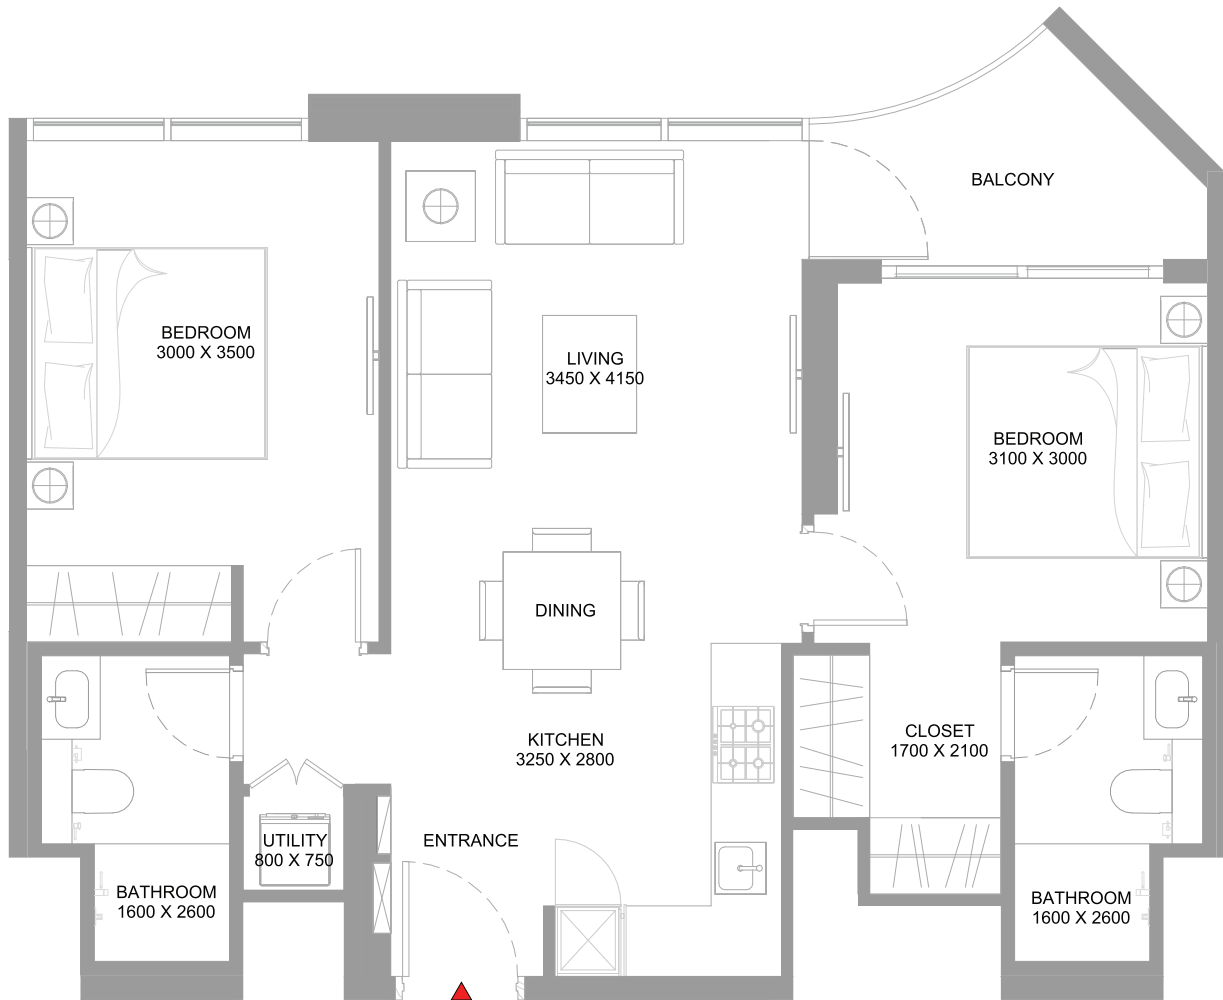 BALCONY
BEDROOM
3000 X 3500
LIVING
3450 X 4150
BEDROOM
3100 X 3000
DINING
KITCHEN
3250 X 2800
CLOSET
1700 X 2100
ENTRANCE
UTILITY
800 X 750
BATHROOM
1600 X 2600
BATHROOM
1600 X 2600